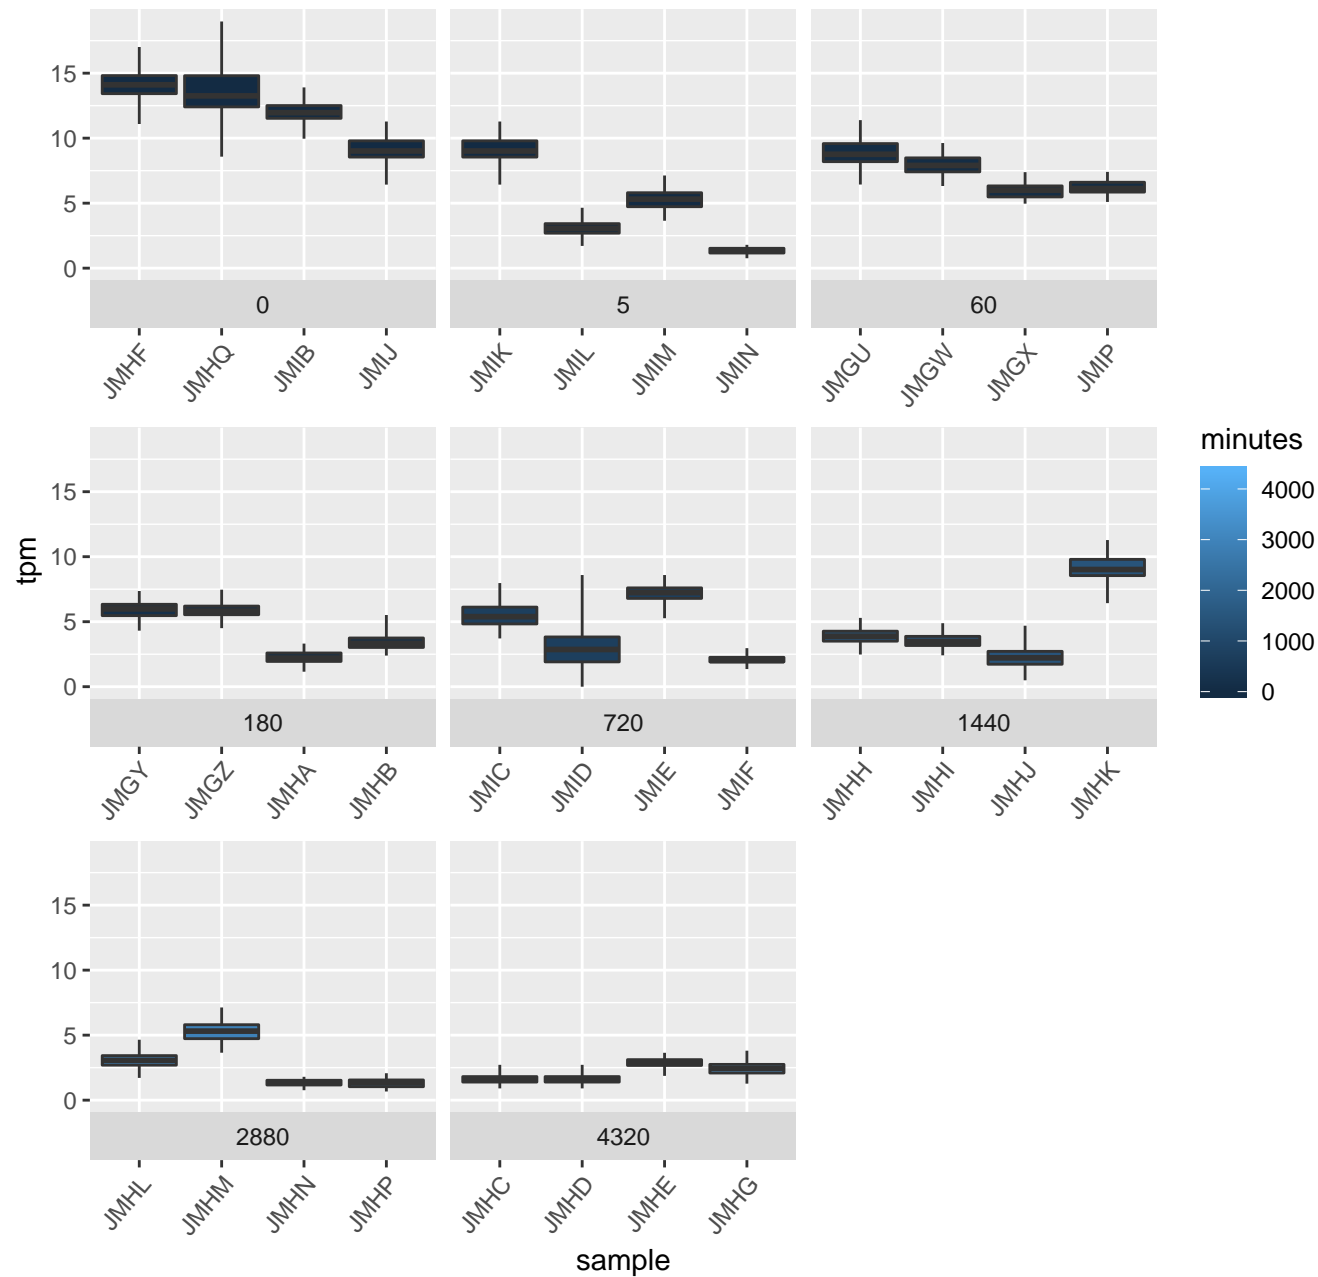 15
10
5
0
0
5
60
JMHF
JMHQ
JMIB
JMIJ
JMIK
JMIL
JMIM
JMIN
JMGU
JMGW
JMGX
JMIP
tpm
15
10
5
0
180
720
1440
JMGY
JMGZ
JMHA
JMHB
JMIC
JMID
JMIE
JMIF
JMHH
JMHI
JMHJ
JMHK
minutes
4000
3000
2000
1000
0
15
10
5
0
2880
4320
JMHL
JMHM
JMHN
JMHP
JMHC
JMHD
JMHE
JMHG
sample